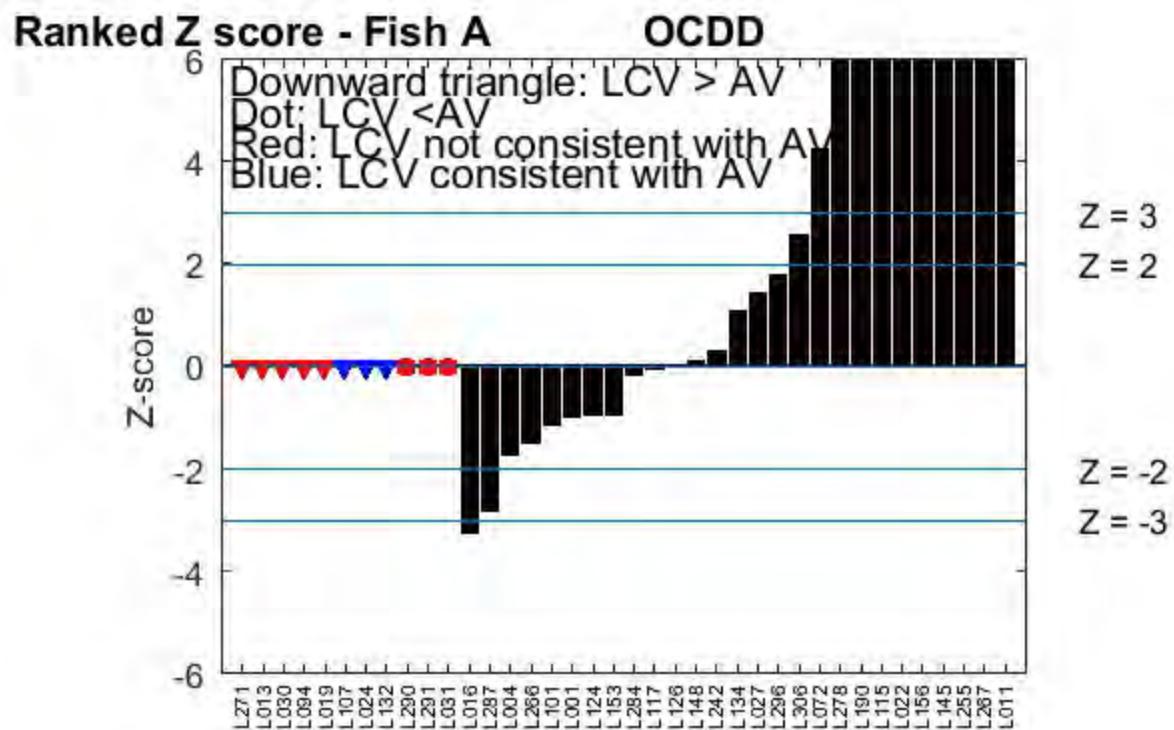 Ranked Z score - Fish A OCDD
Downward triangle: LCV > AV
Dot: LCV <AV
Red: LCV not consistent with AV
Blue: LCV consistent with AV
6
4
2
0
-2
-4
-6
Z-score
Z = 3
Z = 2
Z = -2
Z = -3
L271
L013
L030
L094
L019
L107
L024
L132
L290
L291
L031
L016
L287
L004
L266
L101
L001
L124
L153
L284
L117
L126
L148
L242
L134
L027
L296
L306
L072
L278
L190
L115
L022
L156
L145
L255
L267
L011